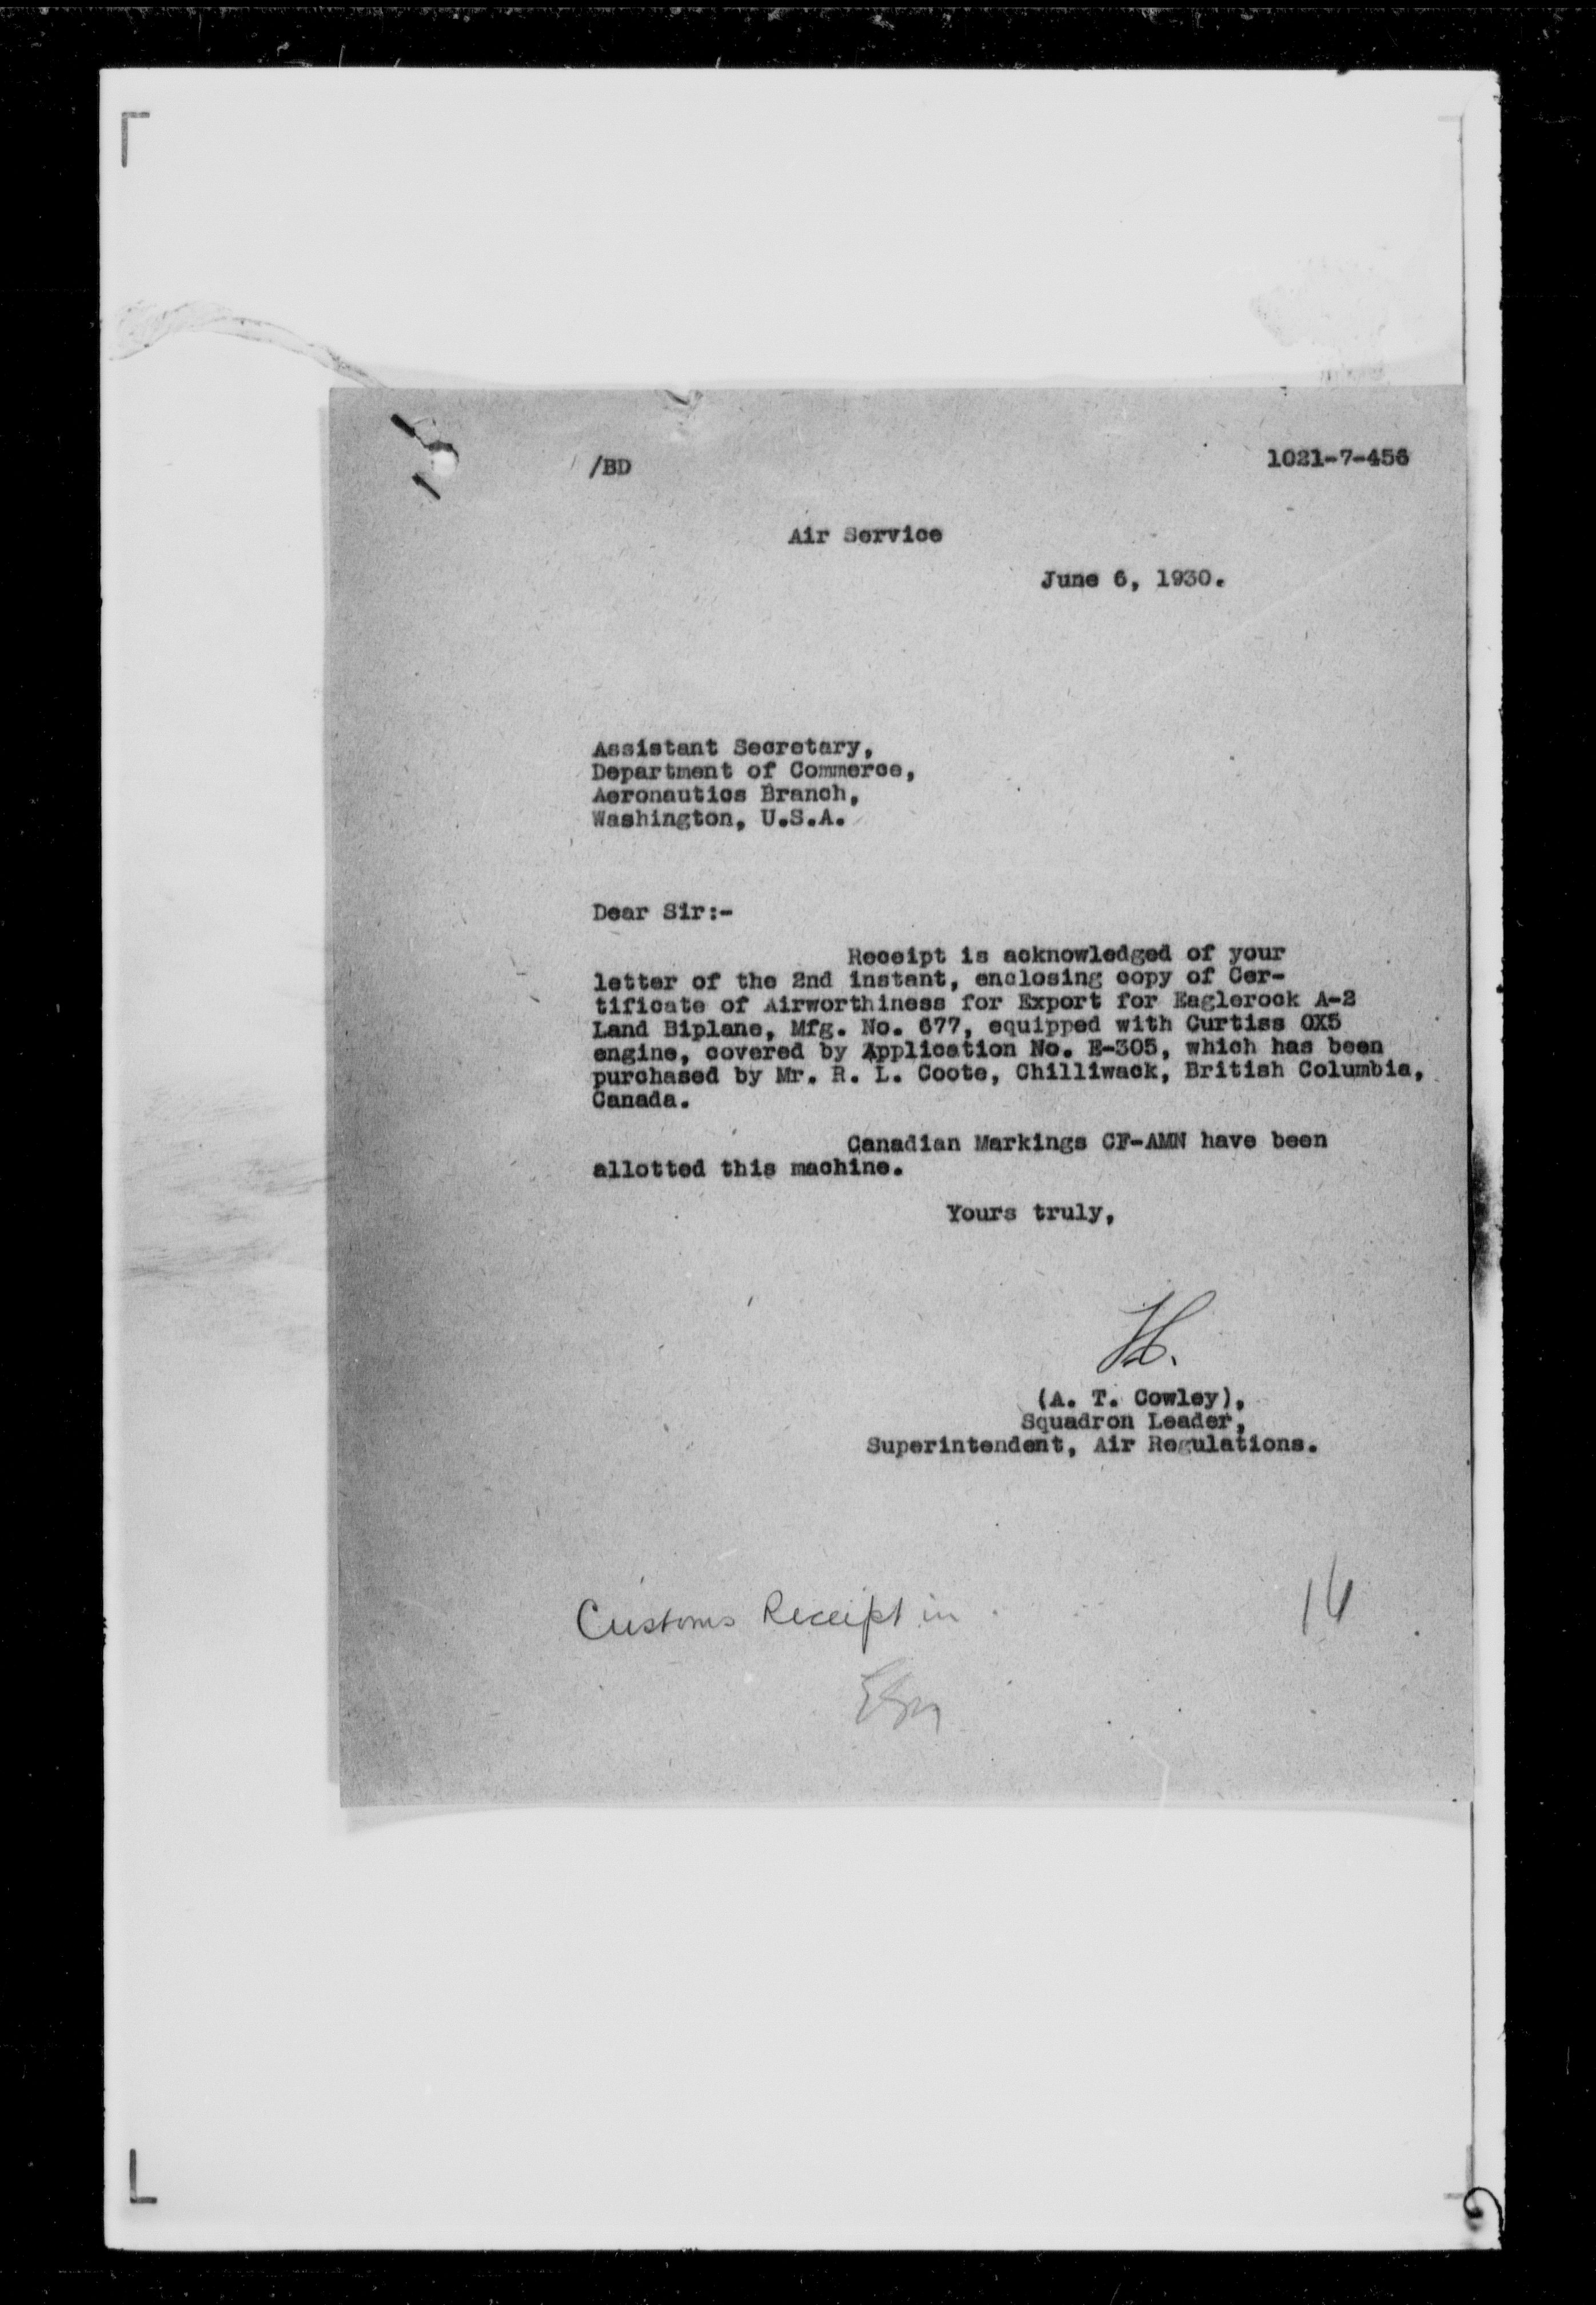 /BD
1021-7-456
Air Service
June 6, 1930.
Assistant Secretary,
Department of Commerce,
Aeronautics Branch,
Washington, U.S.A.
Dear Sir:-
Receipt is acknowledged of your
letter of the 2nd instant, enclosing copy of Cer-
tificate of Airworthiness for Export for Eaglerock A-2
Land Biplane, Mfg. No. 677, equipped with Curtiss OX5
engine, covered by Application No. E-305, which has been
purchased by Mr. R. L. Coote, Chilliwack, British Columbia,
Canada.
Canadian Markings CF-AMN have been
allotted this machine.
Yours truly,
(A. T. Cowley),
Squadron Leader,
Superintendent, Air Regulations.
Customs Receipt in